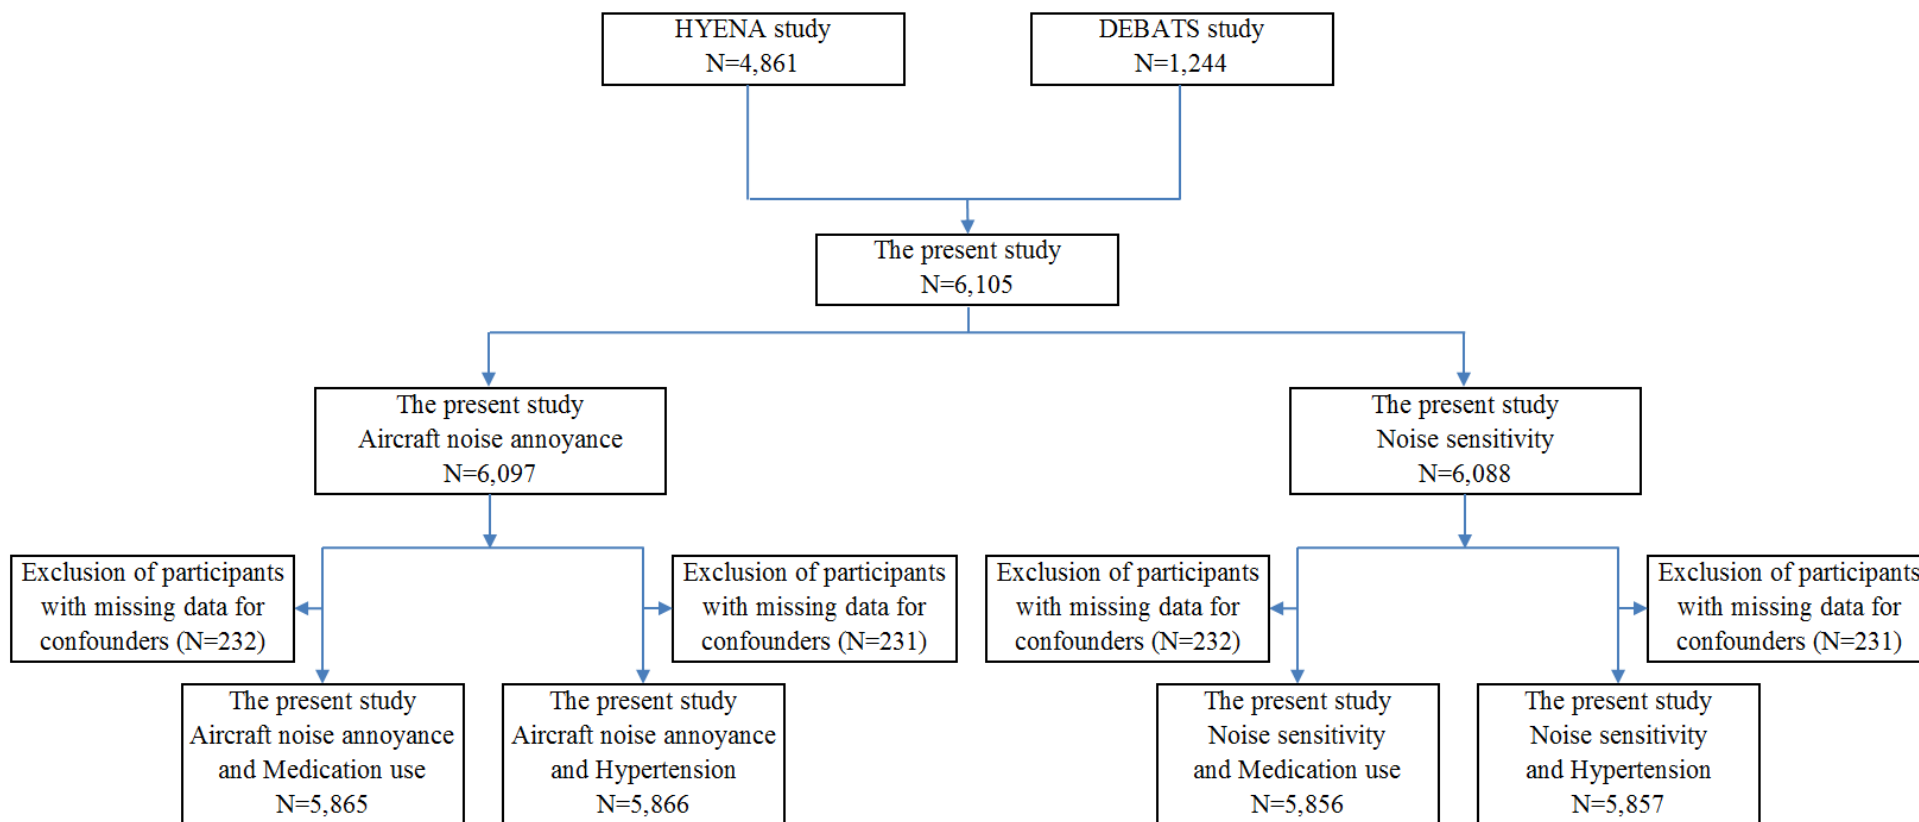 HYENA study
N=4,861
DEBATS study
N=1,244
The present study
N=6,105
The present study
Aircraft noise annoyance
N=6,097
The present study
Noise sensitivity
N=6,088
Exclusion of participants
with missing data for
confounders (N=232)
Exclusion of participants
with missing data for
confounders (N=231)
Exclusion of participants
with missing data for
confounders (N=232)
Exclusion of participants
with missing data for
confounders (N=231)
The present study
Aircraft noise annoyance
and Medication use
N=5,865
The present study
Aircraft noise annoyance
and Hypertension
N=5,866
The present study
Noise sensitivity
and Medication use
N=5,856
The present study
Noise sensitivity
and Hypertension
N=5,857